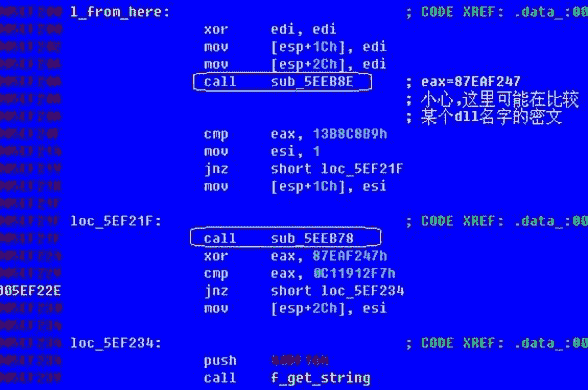 l_from_here: ; CODE XREF: .data_:00
xor edi, edi
mov [esp+1Ch], edi
mov [esp+2Ch], edi
call sub_5EEB8E ; eax=87EAF247
; 小心,这里可能在比较
; 某个dll名字的密文
cmp eax, 13B8C8B9h
mov esi, 1
jnz short loc_5EF21F
mov [esp+1Ch], esi
loc_5EF21F: ; CODE XREF: .data_:00
call sub_5EEB78
xor eax, 87EAF247h
cmp eax, 0C11912F7h
005EF22E jnz short loc_5EF234
mov [esp+2Ch], esi
loc_5EF234: ; CODE XREF: .data_:00
push
call f_get_string